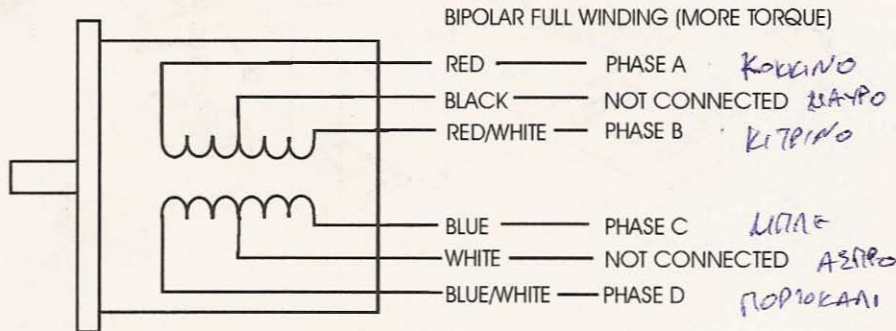 BIPOLAR FULL WINDING (MORE TORQUE)
RED PHASE A ΚΟΚΚΙΝΟ
BLACK NOT CONNECTED ΜΑΥΡΟ
RED/WHITE PHASE B ΚΙΤΡΙΝΟ
BLUE PHASE C ΜΠΛΕ
WHITE NOT CONNECTED ΑΣΠΡΟ
BLUE/WHITE PHASE D ΠΟΡΤΟΚΑΛΙ